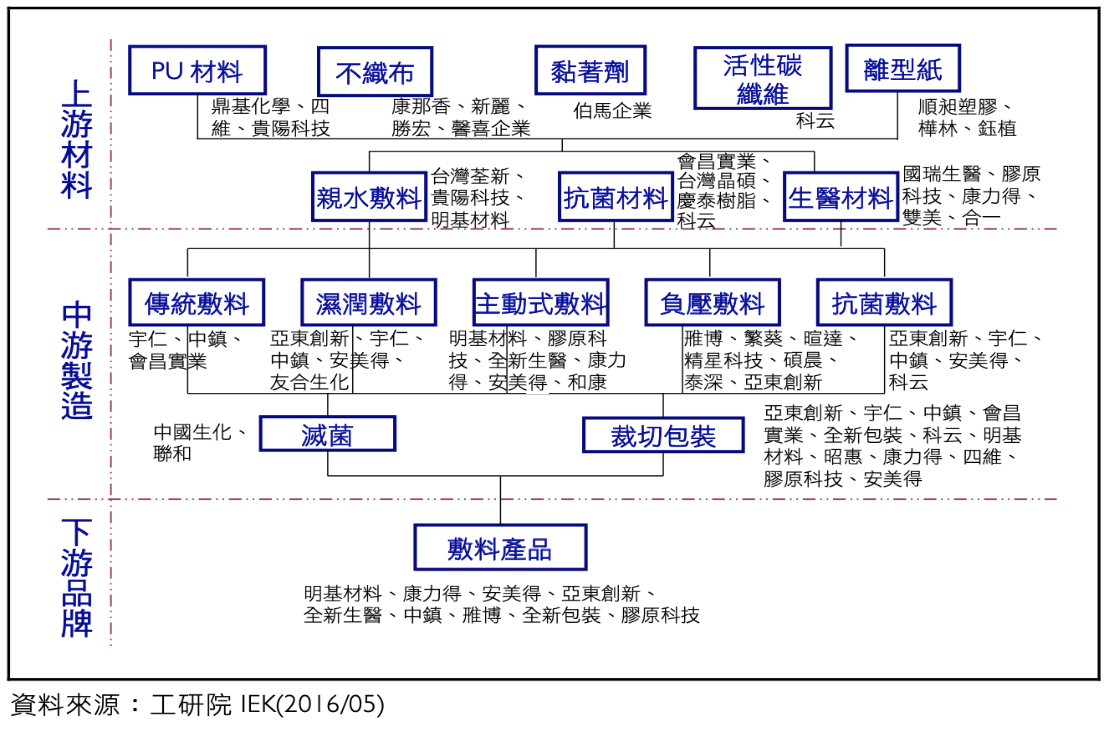 上游材料
PU 材料
鼎基化學、四
維、貴陽科技
不織布
康那香、新麗、
勝宏、馨喜企業
黏著劑
伯馬企業
活性碳
纖維
科云
離型紙
順昶塑膠、
樺林、鈺植
親水敷料
台灣荃新、
貴陽科技、
明基材料
抗菌材料
會昌實業、
台灣晶碩、
慶泰樹脂、
科云
生醫材料
國瑞生醫、膠原
科技、康力得、
雙美、合一
中游製造
傳統敷料
宇仁、中鎮、
會昌實業
濕潤敷料
亞東創新、宇仁、
中鎮、安美得、
友合生化
主動式敷料
明基材料、膠原科
技、全新生醫、康力
得、安美得、和康
負壓敷料
雅博、繁葵、暄達、
精星科技、碩晨、
泰深、亞東創新
抗菌敷料
亞東創新、宇仁、
中鎮、安美得、
科云
滅菌
中國生化、
聯和
裁切包裝
亞東創新、宇仁、中鎮、會昌
實業、全新包裝、科云、明基
材料、昭惠、康力得、四維、
膠原科技、安美得
下游品牌
敷料產品
明基材料、康力得、安美得、亞東創新、
全新生醫、中鎮、雅博、全新包裝、膠原科技
資料來源：工研院 IEK(2016/05)